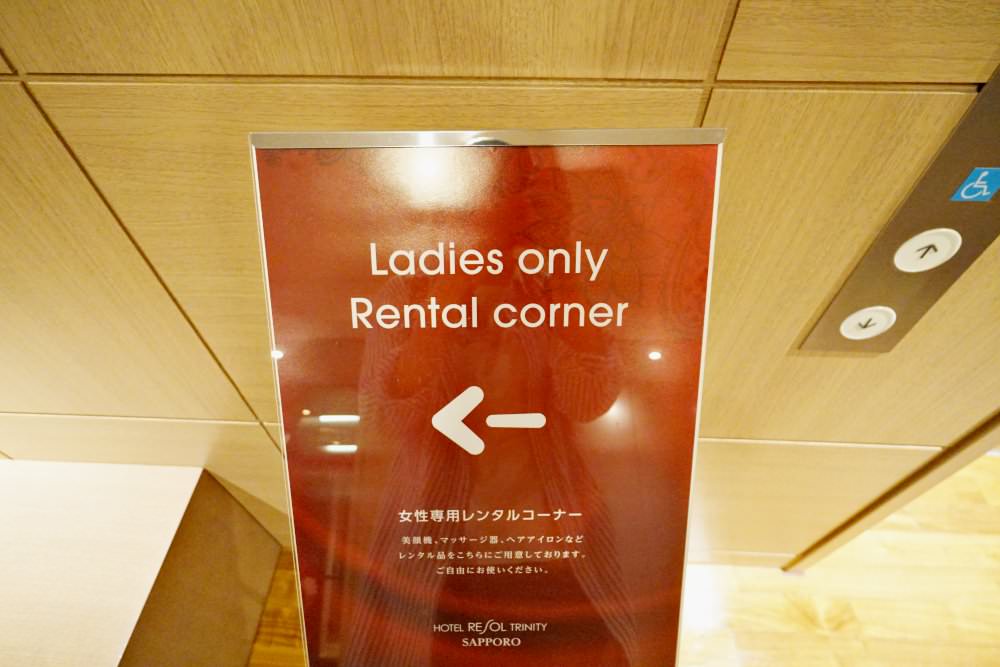 Ladies only
Rental corner
女性専用レンタルコーナー
美顔機、マッサージ器、ヘアアイロンなど
レンタル品をこちらにご用意しております。
ご自由にお使いください。
HOTEL RESOL TRINITY
SAPPORO